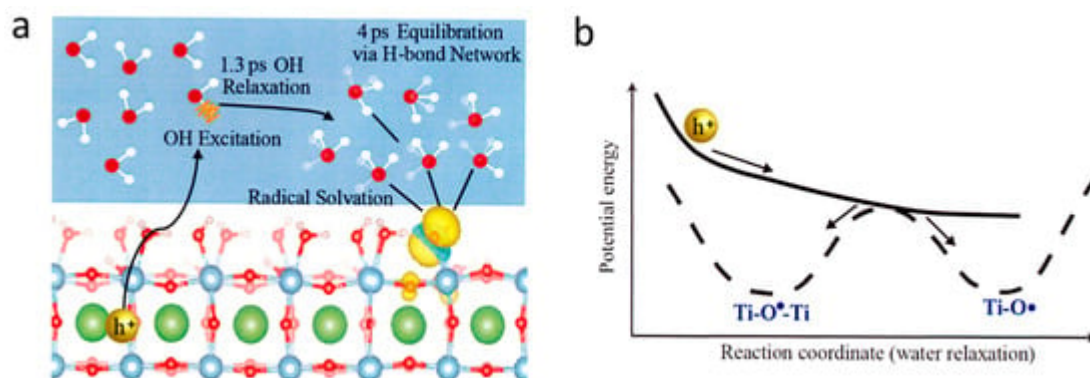 a
4 ps Equilibration
via H-bond Network
1.3 ps OH
Relaxation
OH Excitation
Radical Solvation
h+
b
Potential energy
h+
Ti-O•-Ti
Ti-O•
Reaction coordinate (water relaxation)